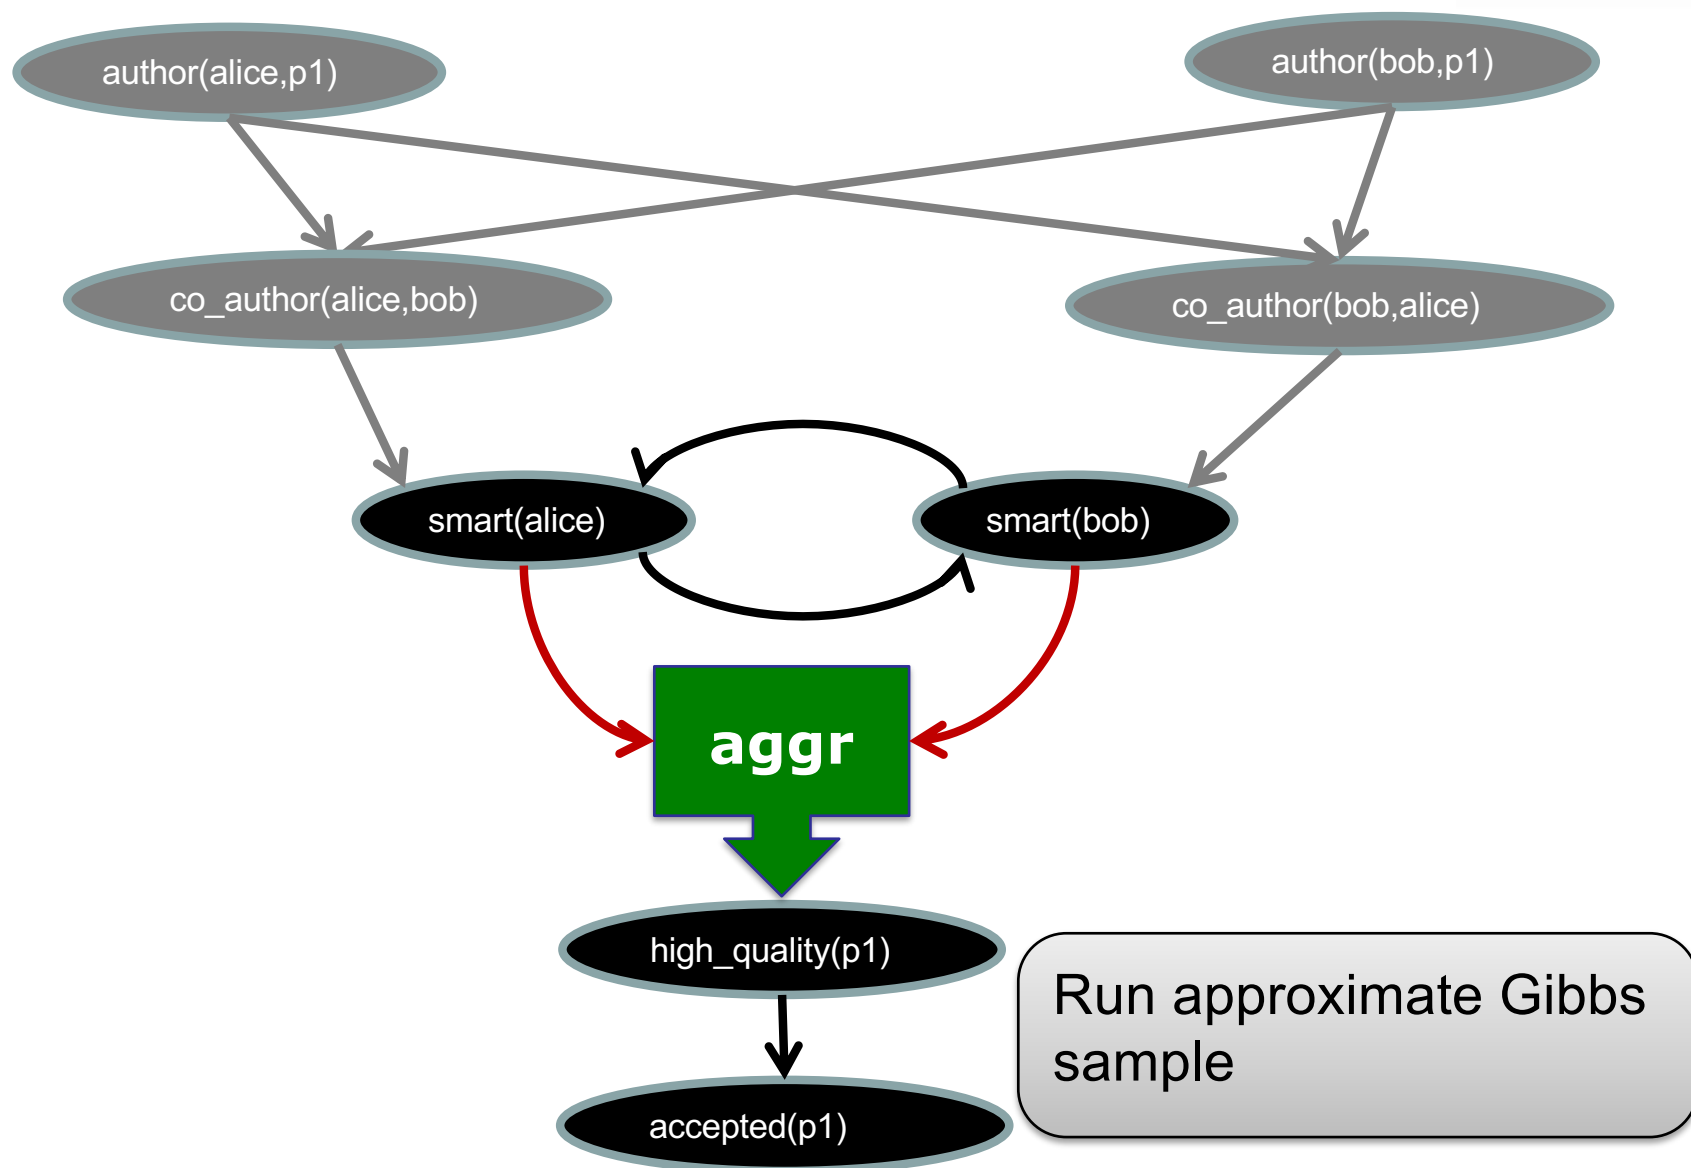 author(alice,p1)
author(bob,p1)
co_author(alice,bob)
co_author(bob,alice)
smart(alice)
smart(bob)
aggr
high_quality(p1)
Run approximate Gibbs
sample
accepted(p1)